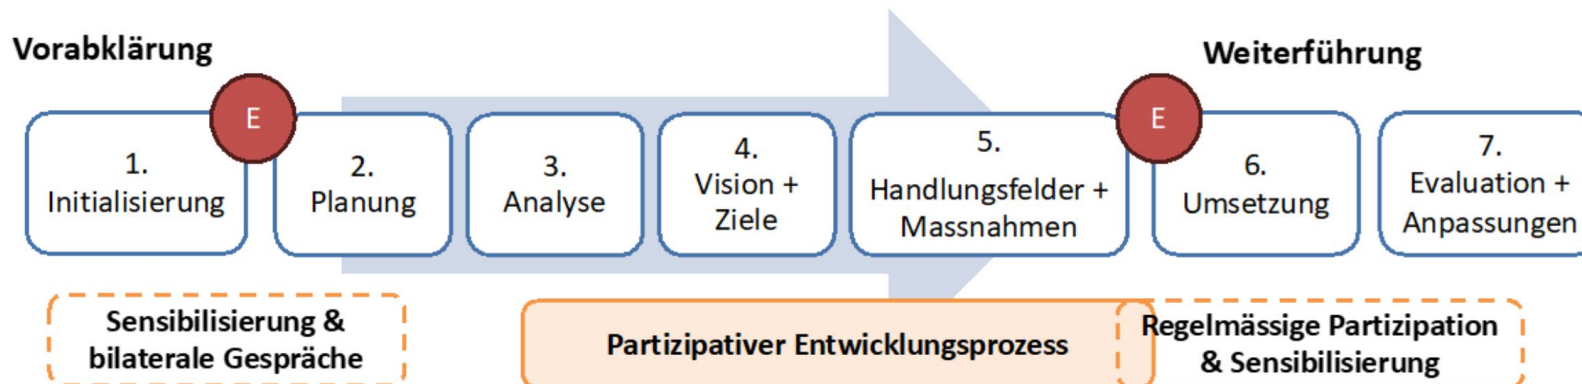 Vorabklärung
Weiterführung
E
E
1.
Initialisierung
2.
Planung
3.
Analyse
4.
Vision +
Ziele
5.
Handlungsfelder +
Massnahmen
6.
Umsetzung
7.
Evaluation +
Anpassungen
Sensibilisierung &
bilaterale Gespräche
Partizipativer Entwicklungsprozess
Regelmässige Partizipation
& Sensibilisierung